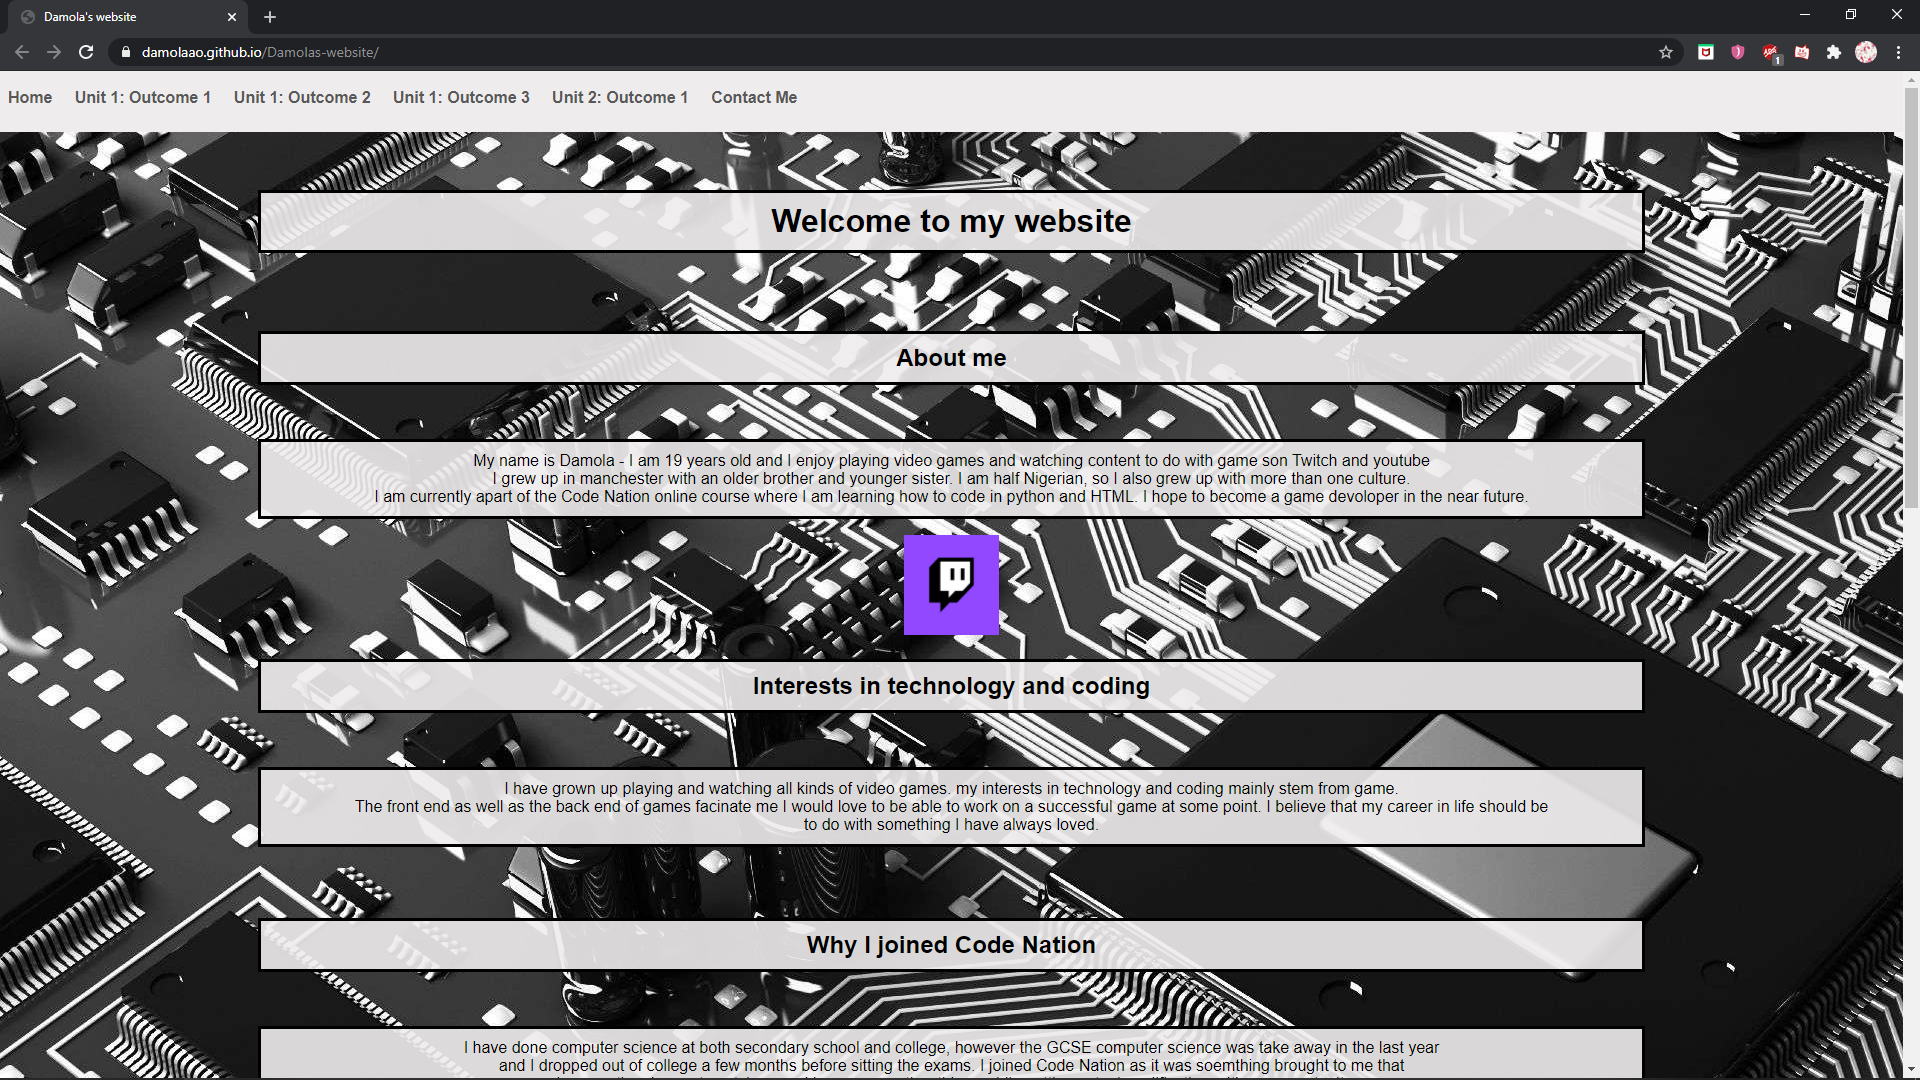 Damola's website
damolaao.github.io/Damolas-website/
1
Home Unit 1: Outcome 1 Unit 1: Outcome 2 Unit 1: Outcome 3 Unit 2: Outcome 1 Contact Me
Welcome to my website
About me
My name is Damola - I am 19 years old and I enjoy playing video games and watching content to do with game son Twitch and youtube
I grew up in manchester with an older brother and younger sister. I am half Nigerian, so I also grew up with more than one culture.
I am currently apart of the Code Nation online course where I am learning how to code in python and HTML. I hope to become a game devoloper in the near future.
Interests in technology and coding
I have grown up playing and watching all kinds of video games. my interests in technology and coding mainly stem from game.
The front end as well as the back end of games facinate me I would love to be able to work on a successful game at some point. I believe that my career in life should be
to do with something I have always loved.
Why I joined Code Nation
I have done computer science at both secondary school and college, however the GCSE computer science was take away in the last year
and I dropped out of college a few months before sitting the exams. I joined Code Nation as it was soemthing brought to me that